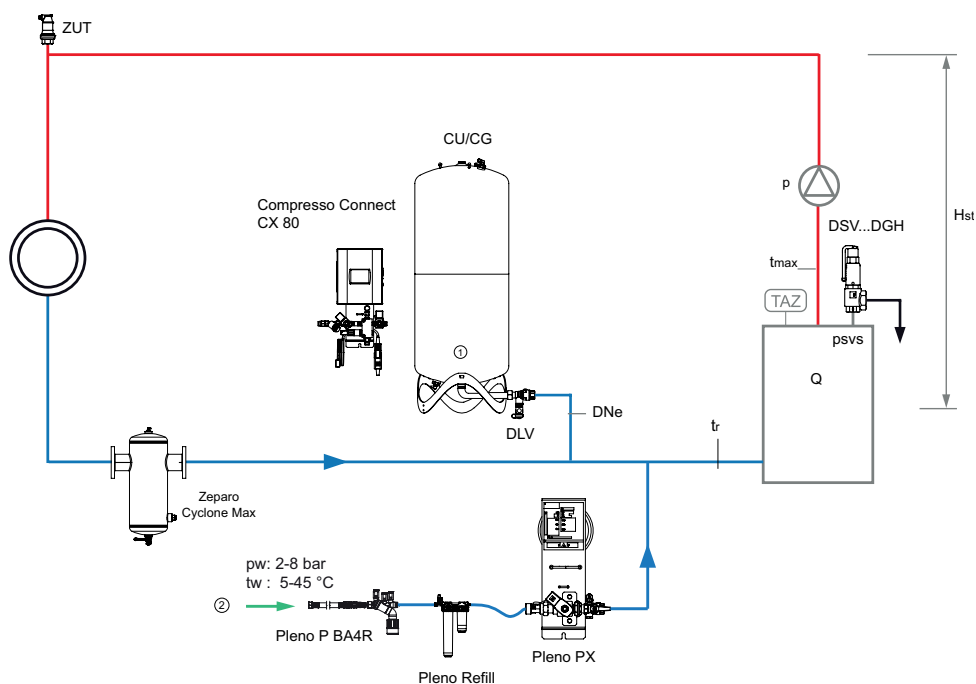 ZUT
CU/CG
Compresso Connect
CX 80
p
DSV...DGH
Hst
tmax
TAZ
psvs
Q
1
DLV
DNe
tr
Zeparo
Cyclone Max
pw: 2-8 bar
tw : 5-45 °C
2
Pleno P BA4R
Pleno Refill
Pleno PX